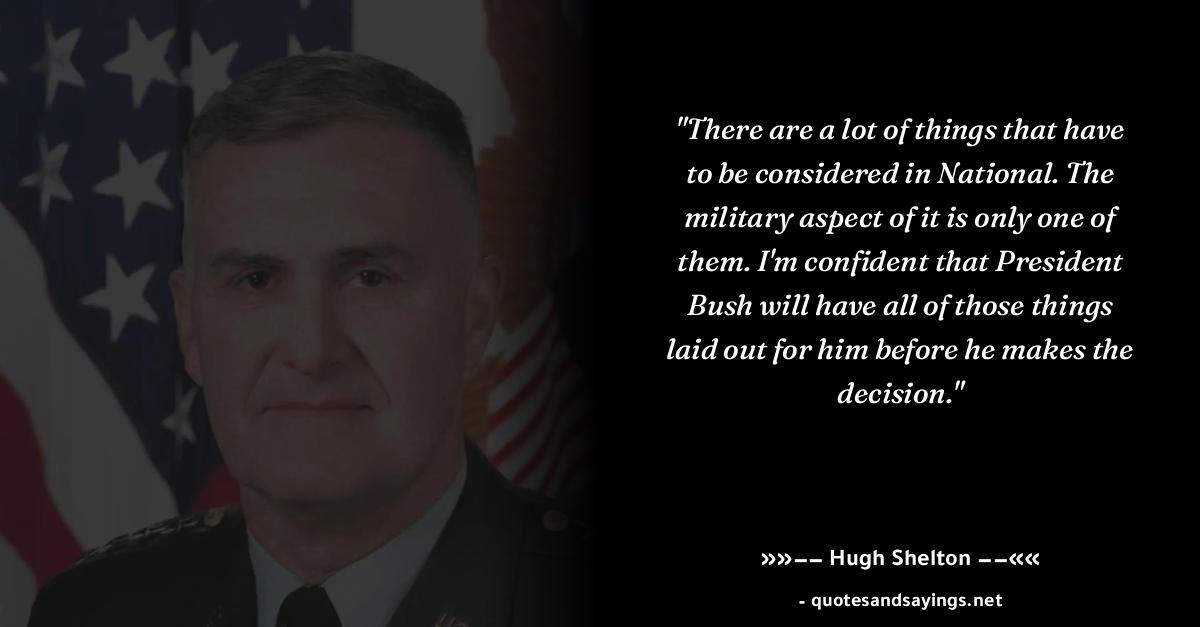 "There are a lot of things that have
to be considered in National. The
military aspect of it is only one of
them. I'm confident that President
Bush will have all of those things
laid out for him before he makes the
decision."
»»—— Hugh Shelton ——««
- quotesandsayings.net